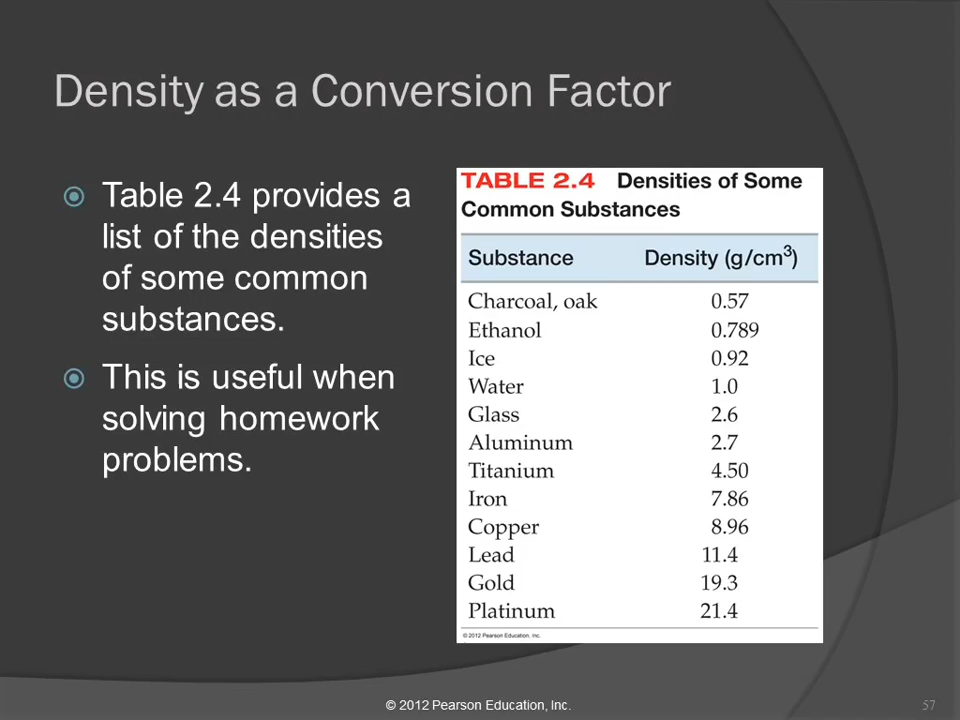 Density as a Conversion Factor
Table 2.4 provides a
list of the densities
of some common
substances.
This is useful when
solving homework
problems.
TABLE 2.4 Densities of Some
Common Substances
Substance Density (g/cm³)
Charcoal, oak 0.57
Ethanol 0.789
Ice 0.92
Water 1.0
Glass 2.6
Aluminum 2.7
Titanium 4.50
Iron 7.86
Copper 8.96
Lead 11.4
Gold 19.3
Platinum 21.4
© 2012 Pearson Education, Inc.
© 2012 Pearson Education, Inc.
57